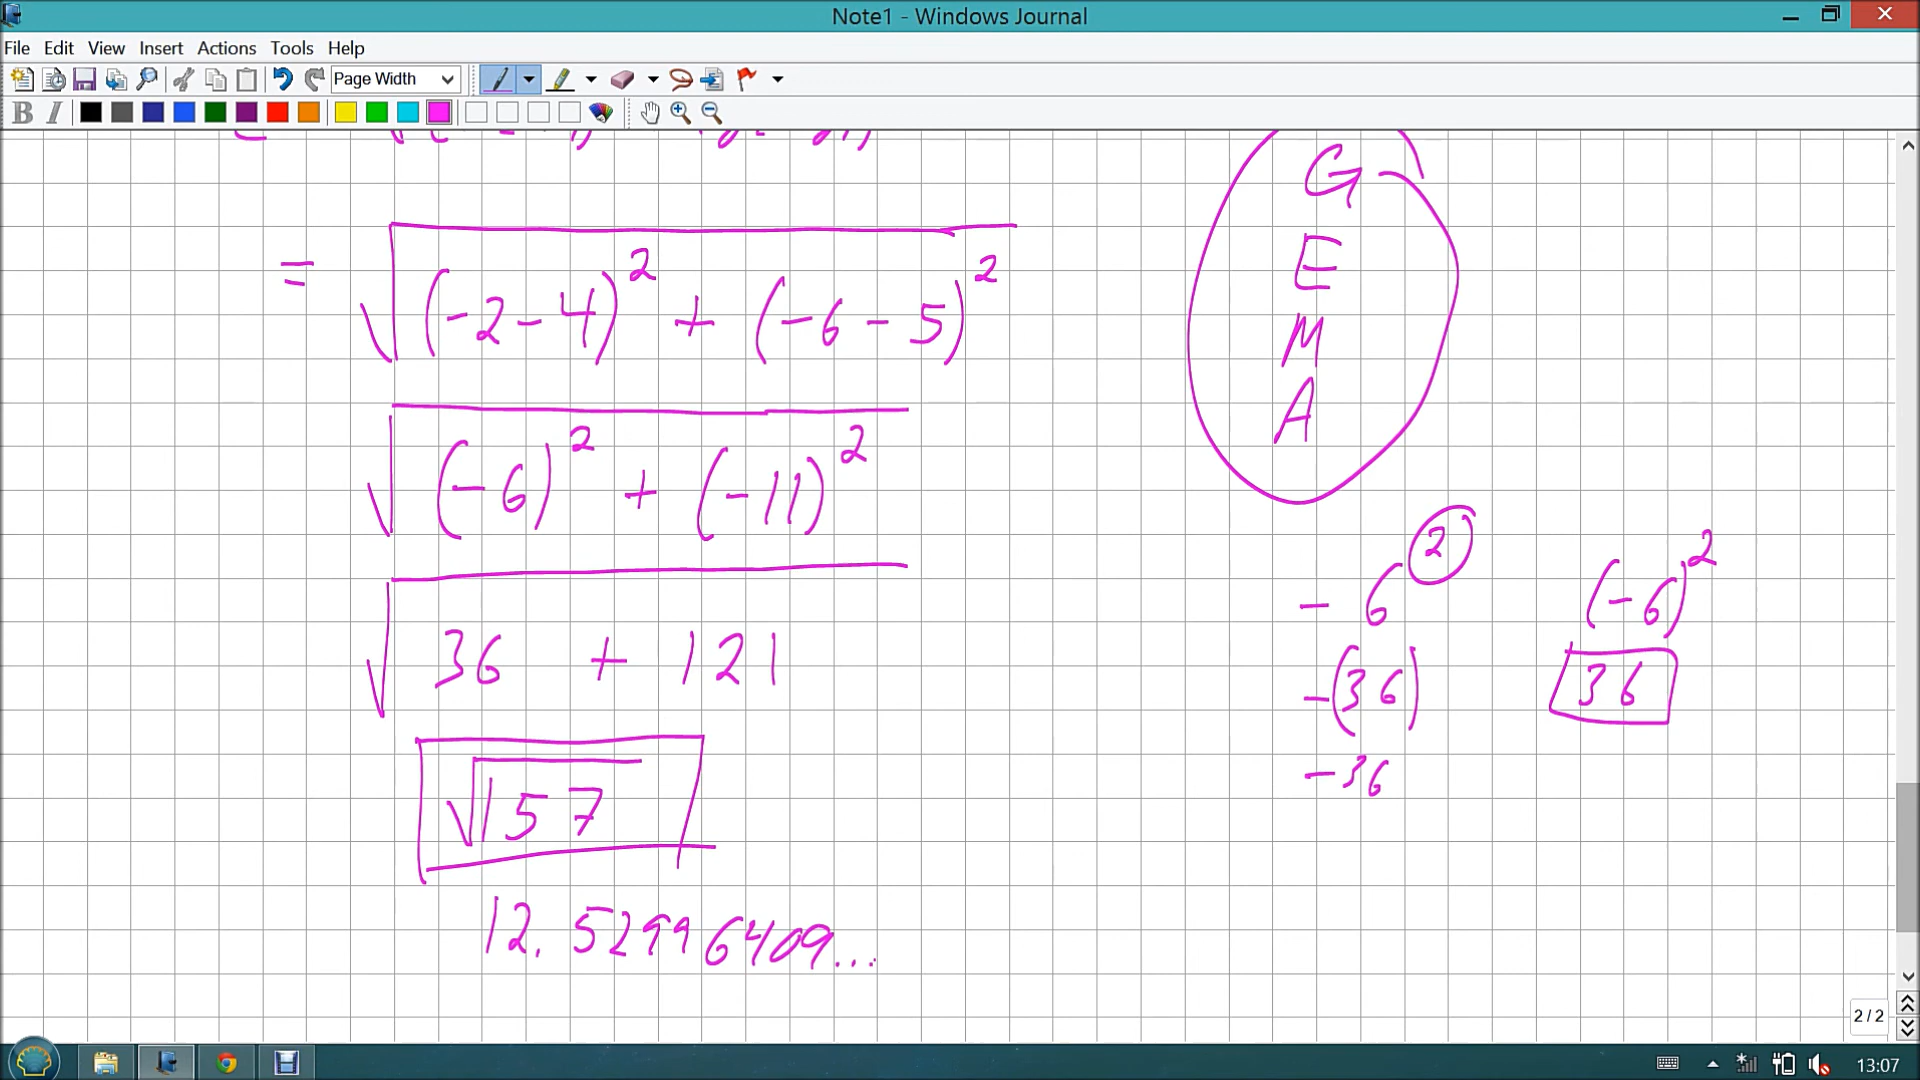 Note1 - Windows Journal
File Edit View Insert Actions Tools Help
Page Width
B I
= √(-2-4)² + (-6-5)²
√(-6)² + (-11)²
√36 + 121
√157
12.52996409...
G
E
M
A
-6²
-(36)
-36
(-6)²
36
2 / 2
13:07